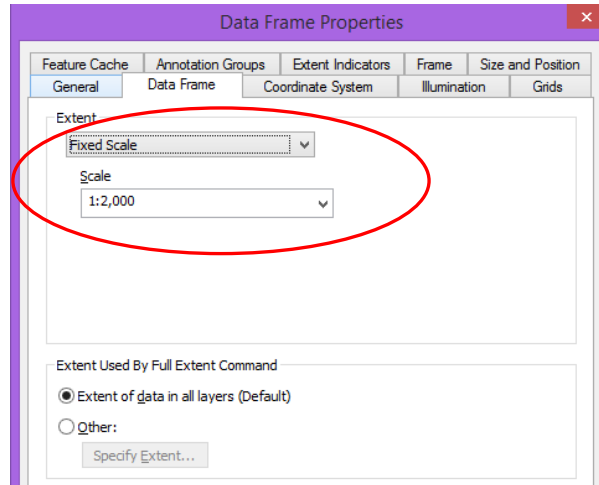 Data Frame Properties
Feature Cache Annotation Groups Extent Indicators Frame Size and Position
General Data Frame Coordinate System Illumination Grids
Extent
Fixed Scale
Scale
1:2,000
Extent Used By Full Extent Command
Extent of data in all layers (Default)
Other:
Specify Extent...